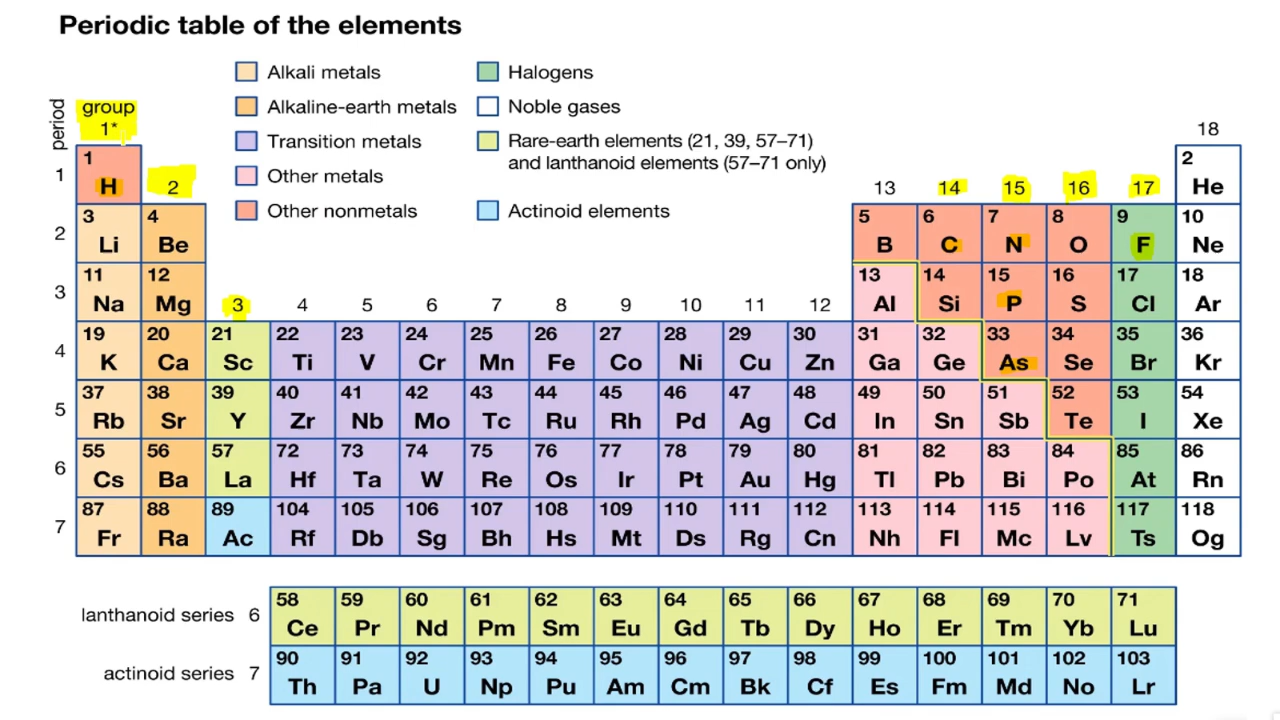 Periodic table of the elements
Alkali metals
Alkaline-earth metals
Transition metals
Other metals
Other nonmetals
Halogens
Noble gases
Rare-earth elements (21, 39, 57–71)
and lanthanoid elements (57–71 only)
Actinoid elements
period
group
1*
18
1 2
1 2 13 14 15 16 17
H He
3 4 5 6 7 8 9 10
2 Li Be B C N O F Ne
11 12 13 14 15 16 17 18
3 Na Mg 3 4 5 6 7 8 9 10 11 12 Al Si P S Cl Ar
19 20 21 22 23 24 25 26 27 28 29 30 31 32 33 34 35 36
4 K Ca Sc Ti V Cr Mn Fe Co Ni Cu Zn Ga Ge As Se Br Kr
37 38 39 40 41 42 43 44 45 46 47 48 49 50 51 52 53 54
5 Rb Sr Y Zr Nb Mo Tc Ru Rh Pd Ag Cd In Sn Sb Te I Xe
55 56 57 72 73 74 75 76 77 78 79 80 81 82 83 84 85 86
6 Cs Ba La Hf Ta W Re Os Ir Pt Au Hg Tl Pb Bi Po At Rn
87 88 89 104 105 106 107 108 109 110 111 112 113 114 115 116 117 118
7 Fr Ra Ac Rf Db Sg Bh Hs Mt Ds Rg Cn Nh Fl Mc Lv Ts Og
58 59 60 61 62 63 64 65 66 67 68 69 70 71
lanthanoid series 6 Ce Pr Nd Pm Sm Eu Gd Tb Dy Ho Er Tm Yb Lu
90 91 92 93 94 95 96 97 98 99 100 101 102 103
actinoid series 7 Th Pa U Np Pu Am Cm Bk Cf Es Fm Md No Lr